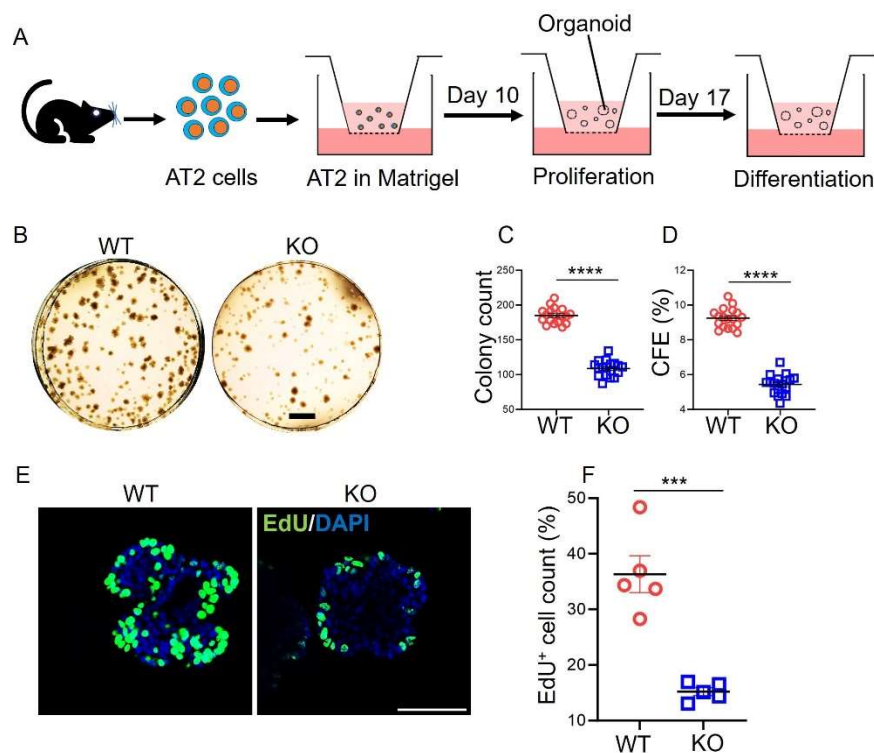 A
Organoid
Day 10
Day 17
AT2 cells
AT2 in Matrigel
Proliferation
Differentiation
B
WT
KO
C
****
Colony count
250
200
150
100
50
WT
KO
D
****
CFE (%)
12
10
8
6
4
WT
KO
E
WT
KO
EdU/DAPI
F
***
EdU+ cell count (%)
50
40
30
20
10
WT
KO